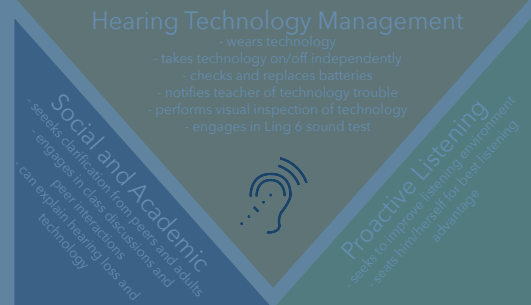 Hearing Technology Management
- wears technology
- takes technology on/off independently
- checks and replaces batteries
- notifies teacher of technology trouble
- performs visual inspection of technology
- engages in Ling 6 sound test
Social and Academic
- seeeks clarification from peers and adults
- engages in class discussions and
peer interactions
- can explain hearing loss and
technology
Proactive Listening
- seeks to improve listening environment
- seats him/herself for best listening
advantage